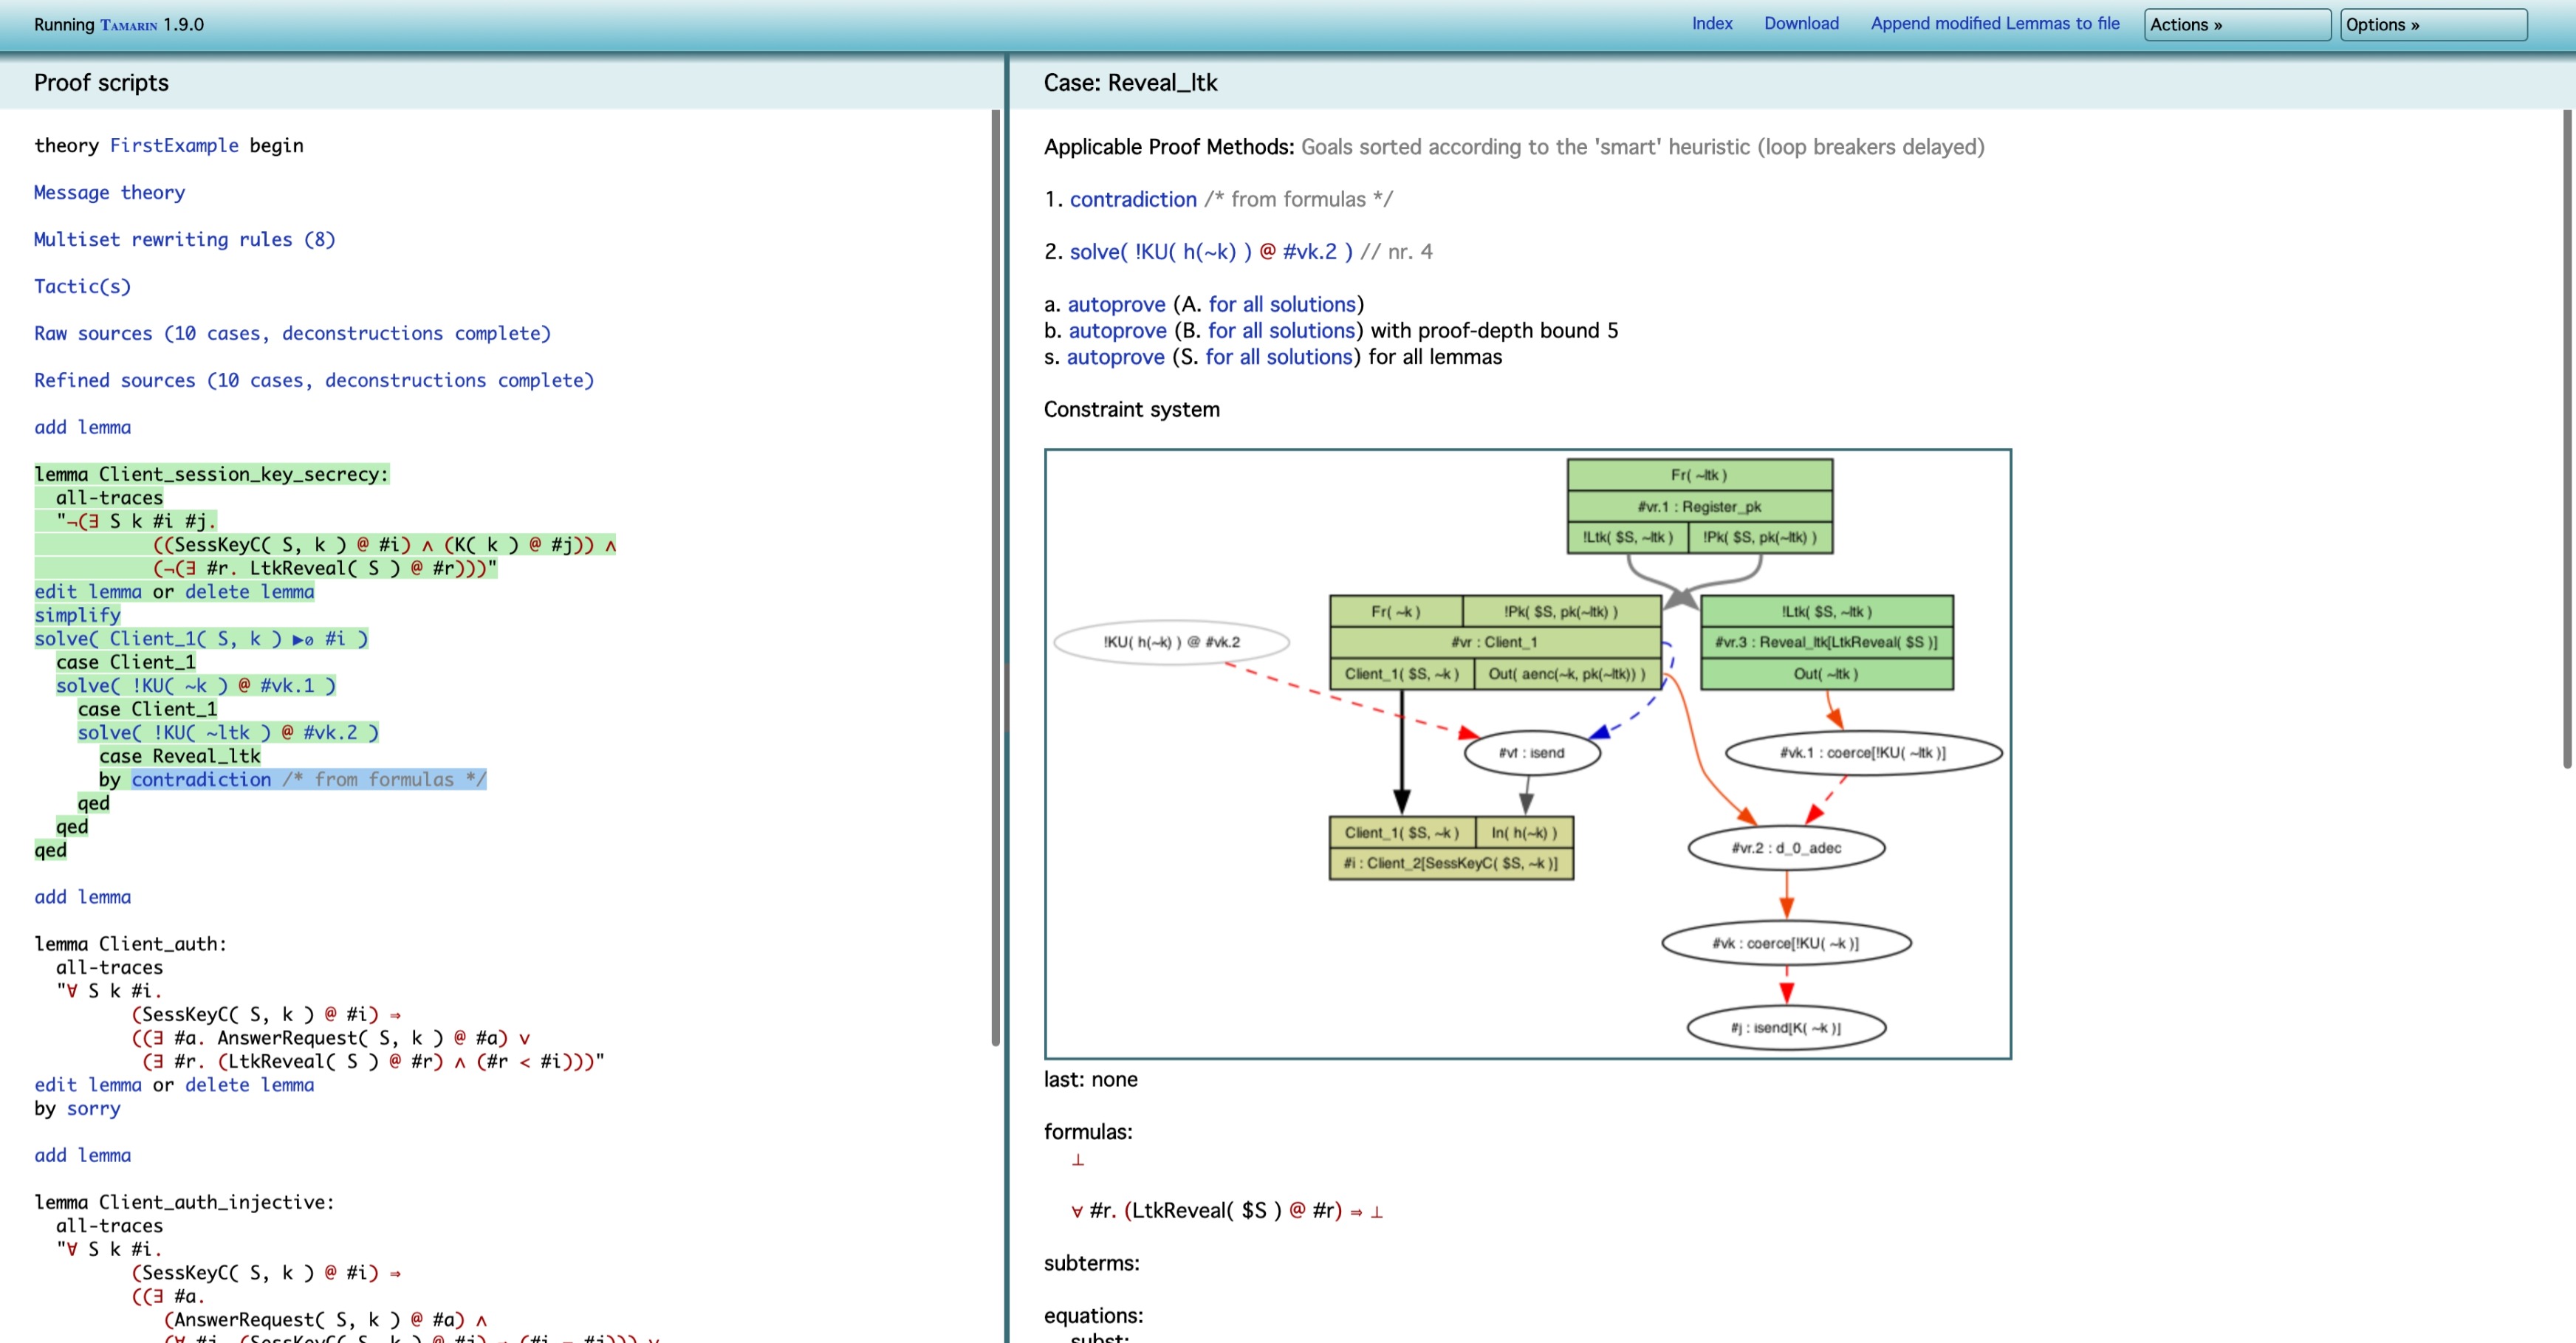 Running TAMARIN 1.9.0
Index Download Append modified Lemmas to file Actions » Options »
Proof scripts
theory FirstExample begin
Message theory
Multiset rewriting rules (8)
Tactic(s)
Raw sources (10 cases, deconstructions complete)
Refined sources (10 cases, deconstructions complete)
add lemma
lemma Client_session_key_secrecy:
all-traces
"¬(∃ S k #i #j.
((SessKeyC( S, k ) @ #i) ∧ (K( k ) @ #j)) ∧
(¬(∃ #r. LtkReveal( S ) @ #r)))"
edit lemma or delete lemma
simplify
solve( Client_1( S, k ) ▶₀ #i )
case Client_1
solve( !KU( ~k ) @ #vk.1 )
case Client_1
solve( !KU( ~ltk ) @ #vk.2 )
case Reveal_ltk
by contradiction /* from formulas */
qed
qed
qed
add lemma
lemma Client_auth:
all-traces
"∀ S k #i.
(SessKeyC( S, k ) @ #i) ⇒
((∃ #a. AnswerRequest( S, k ) @ #a) ∨
(∃ #r. (LtkReveal( S ) @ #r) ∧ (#r < #i)))"
edit lemma or delete lemma
by sorry
add lemma
lemma Client_auth_injective:
all-traces
"∀ S k #i.
(SessKeyC( S, k ) @ #i) ⇒
((∃ #a.
(AnswerRequest( S, k ) @ #a) ∧
(∀ #j. (SessKeyC( S, k ) @ #j) ⇒ (#i = #j))) ∨
Case: Reveal_ltk
Applicable Proof Methods: Goals sorted according to the 'smart' heuristic (loop breakers delayed)
1. contradiction /* from formulas */
2. solve( !KU( h(~k) ) @ #vk.2 ) // nr. 4
a. autoprove (A. for all solutions)
b. autoprove (B. for all solutions) with proof-depth bound 5
s. autoprove (S. for all solutions) for all lemmas
Constraint system
Fr( ~ltk )
#vr.1 : Register_pk
!Ltk( $S, ~ltk ) !Pk( $S, pk(~ltk) )
Fr( ~k ) !Pk( $S, pk(~ltk) )
#vr : Client_1
Client_1( $S, ~k ) Out( aenc(~k, pk(~ltk)) )
!Ltk( $S, ~ltk )
#vr.3 : Reveal_ltk[LtkReveal( $S )]
Out( ~ltk )
!KU( h(~k) ) @ #vk.2
#vf : isend
#vk.1 : coerce[!KU( ~ltk )]
Client_1( $S, ~k ) In( h(~k) )
#i : Client_2[SessKeyC( $S, ~k )]
#vr.2 : d_0_adec
#vk : coerce[!KU( ~k )]
#j : isend[K( ~k )]
last: none
formulas:
⊥
∀ #r. (LtkReveal( $S ) @ #r) ⇒ ⊥
subterms:
equations:
subst: